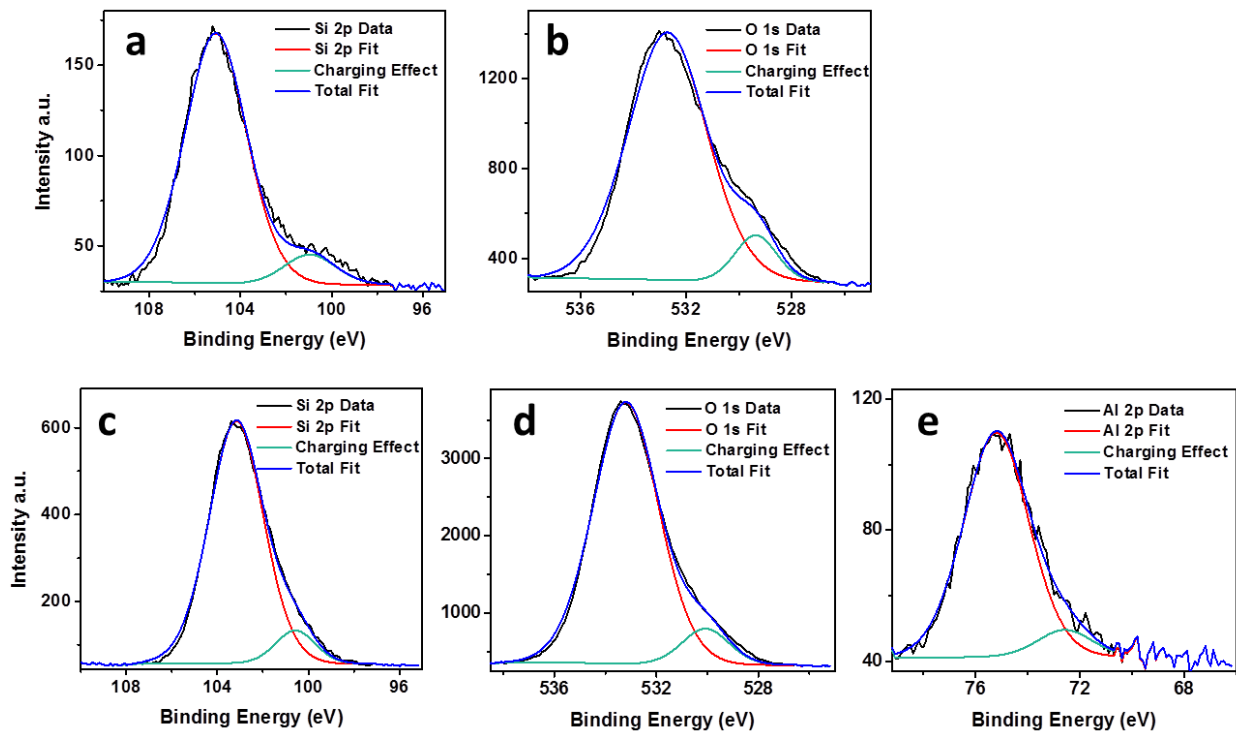 a
Si 2p Data
Si 2p Fit
Charging Effect
Total Fit
Intensity a.u.
175
150
100
50
108
104
100
96
Binding Energy (eV)
b
O 1s Data
O 1s Fit
Charging Effect
Total Fit
1200
800
400
536
532
528
Binding Energy (eV)
c
Si 2p Data
Si 2p Fit
Charging Effect
Total Fit
Intensity a.u.
600
400
200
108
104
100
96
Binding Energy (eV)
d
O 1s Data
O 1s Fit
Charging Effect
Total Fit
3000
2000
1000
536
532
528
Binding Energy (eV)
e
Al 2p Data
Al 2p Fit
Charging Effect
Total Fit
120
80
40
76
72
68
Binding Energy (eV)